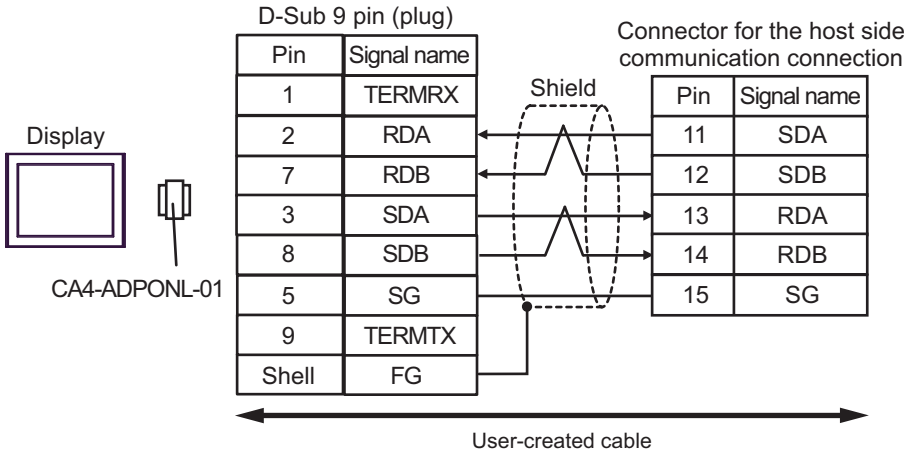 D-Sub 9 pin (plug)
Pin Signal name
1 TERMRX
2 RDA
7 RDB
3 SDA
8 SDB
5 SG
9 TERMTX
Shell FG
Shield
Connector for the host side
communication connection
Pin Signal name
11 SDA
12 SDB
13 RDA
14 RDB
15 SG
Display
CA4-ADPONL-01
User-created cable